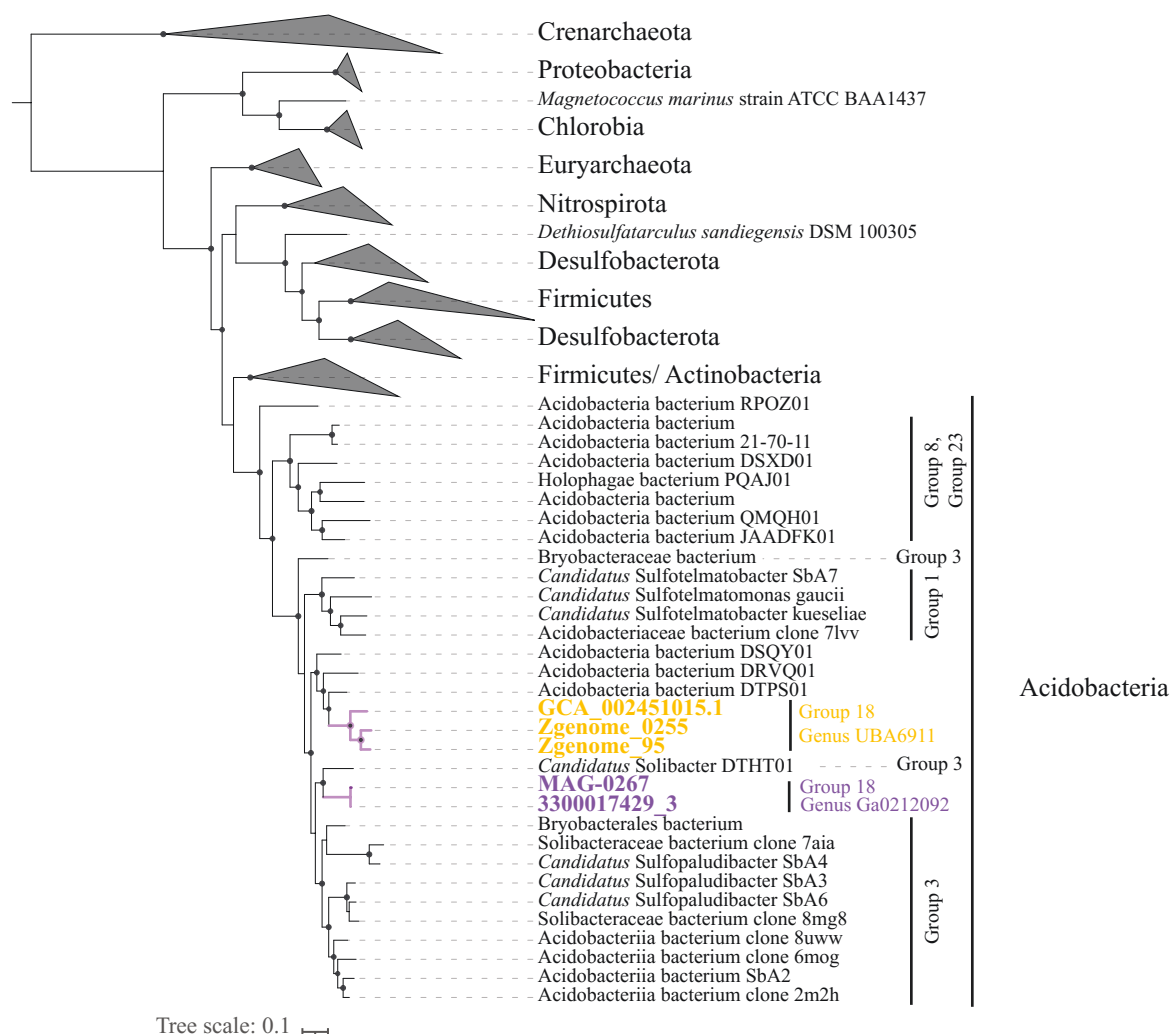 Crenarchaeota
Proteobacteria
Magnetococcus marinus strain ATCC BAA1437
Chlorobia
Euryarchaeota
Nitrospirota
Dethiosulfatarculus sandiegensis DSM 100305
Desulfobacterota
Firmicutes
Desulfobacterota
Firmicutes/ Actinobacteria
Acidobacteria bacterium RPOZ01
Acidobacteria bacterium
Acidobacteria bacterium 21-70-11
Acidobacteria bacterium DSXD01
Holophagae bacterium PQAJ01
Acidobacteria bacterium
Acidobacteria bacterium QMQH01
Acidobacteria bacterium JAADFK01
Group 8,
Group 23
Bryobacteraceae bacterium
Group 3
Candidatus Sulfotelmatobacter SbA7
Candidatus Sulfotelmatomonas gaucii
Candidatus Sulfotelmatobacter kueseliae
Acidobacteriaceae bacterium clone 7lvv
Group 1
Acidobacteria bacterium DSQY01
Acidobacteria bacterium DRVQ01
Acidobacteria bacterium DTPS01
GCA_002451015.1
Zgenome_0255
Zgenome_95
Group 18
Genus UBA6911
Candidatus Solibacter DTHT01
Group 3
MAG-0267
3300017429_3
Group 18
Genus Ga0212092
Bryobacterales bacterium
Solibacteraceae bacterium clone 7aia
Candidatus Sulfopaludibacter SbA4
Candidatus Sulfopaludibacter SbA3
Candidatus Sulfopaludibacter SbA6
Solibacteraceae bacterium clone 8mg8
Acidobacteriia bacterium clone 8uww
Acidobacteriia bacterium clone 6mog
Acidobacteriia bacterium SbA2
Acidobacteriia bacterium clone 2m2h
Group 3
Acidobacteria
Tree scale: 0.1